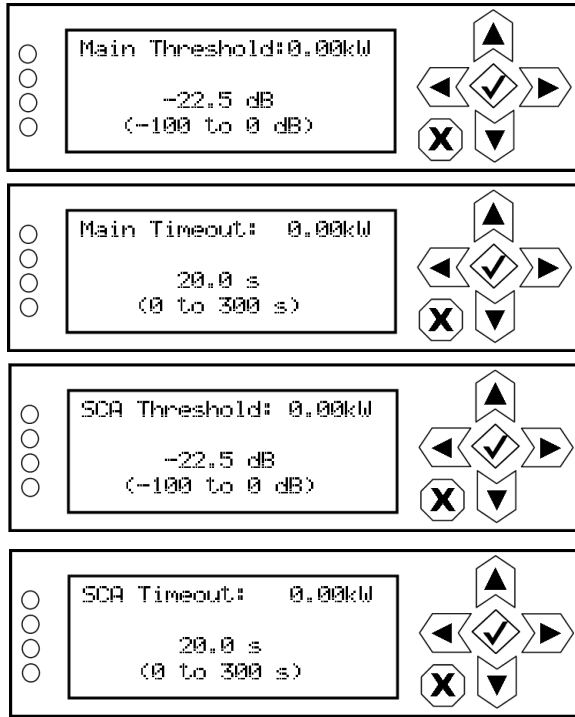 Main Threshold:0.00kW
-22.5 dB
(-100 to 0 dB)
X
Main Timeout: 0.00kW
20.0 s
(0 to 300 s)
X
SCA Threshold: 0.00kW
-22.5 dB
(-100 to 0 dB)
X
SCA Timeout: 0.00kW
20.0 s
(0 to 300 s)
X